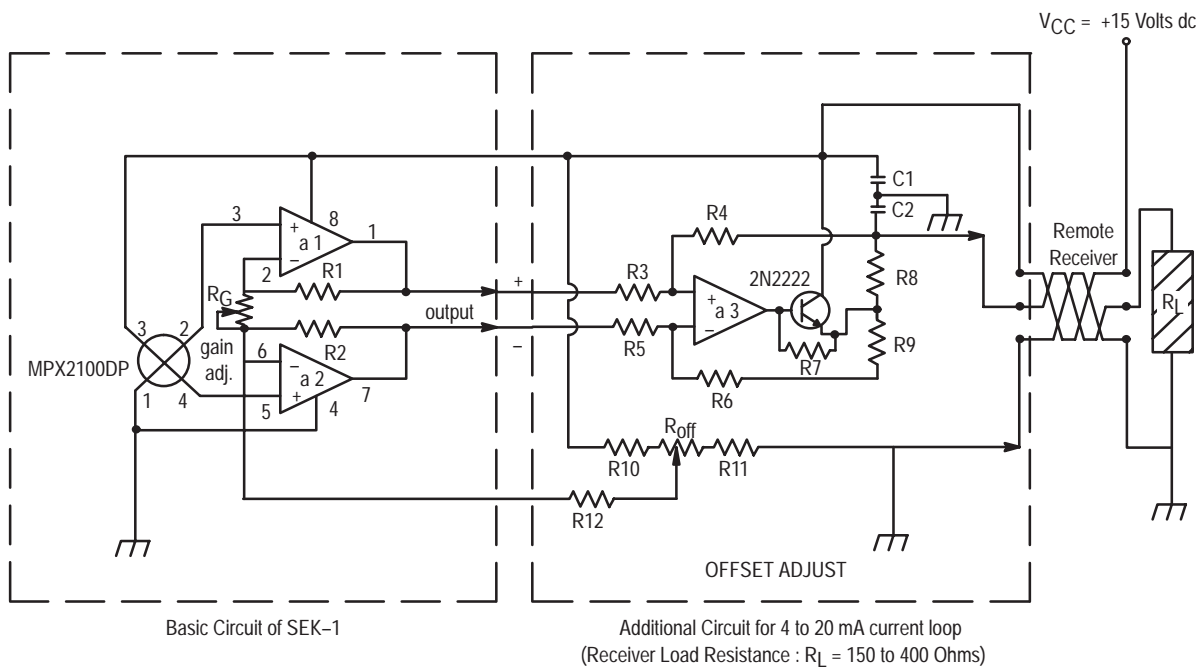 VCC = +15 Volts dc
3
8
a 1
1
2
+
−
R1
RG
R2
output
+
−
3
2
gain
adj.
6
a 2
7
−
+
MPX2100DP
1
4
5
4
C1
C2
R4
R3
2N2222
R8
+
a 3
−
R5
R7
R9
R6
Roff
R10
R11
R12
Remote
Receiver
RL
OFFSET ADJUST
Basic Circuit of SEK–1
Additional Circuit for 4 to 20 mA current loop
(Receiver Load Resistance : RL = 150 to 400 Ohms)